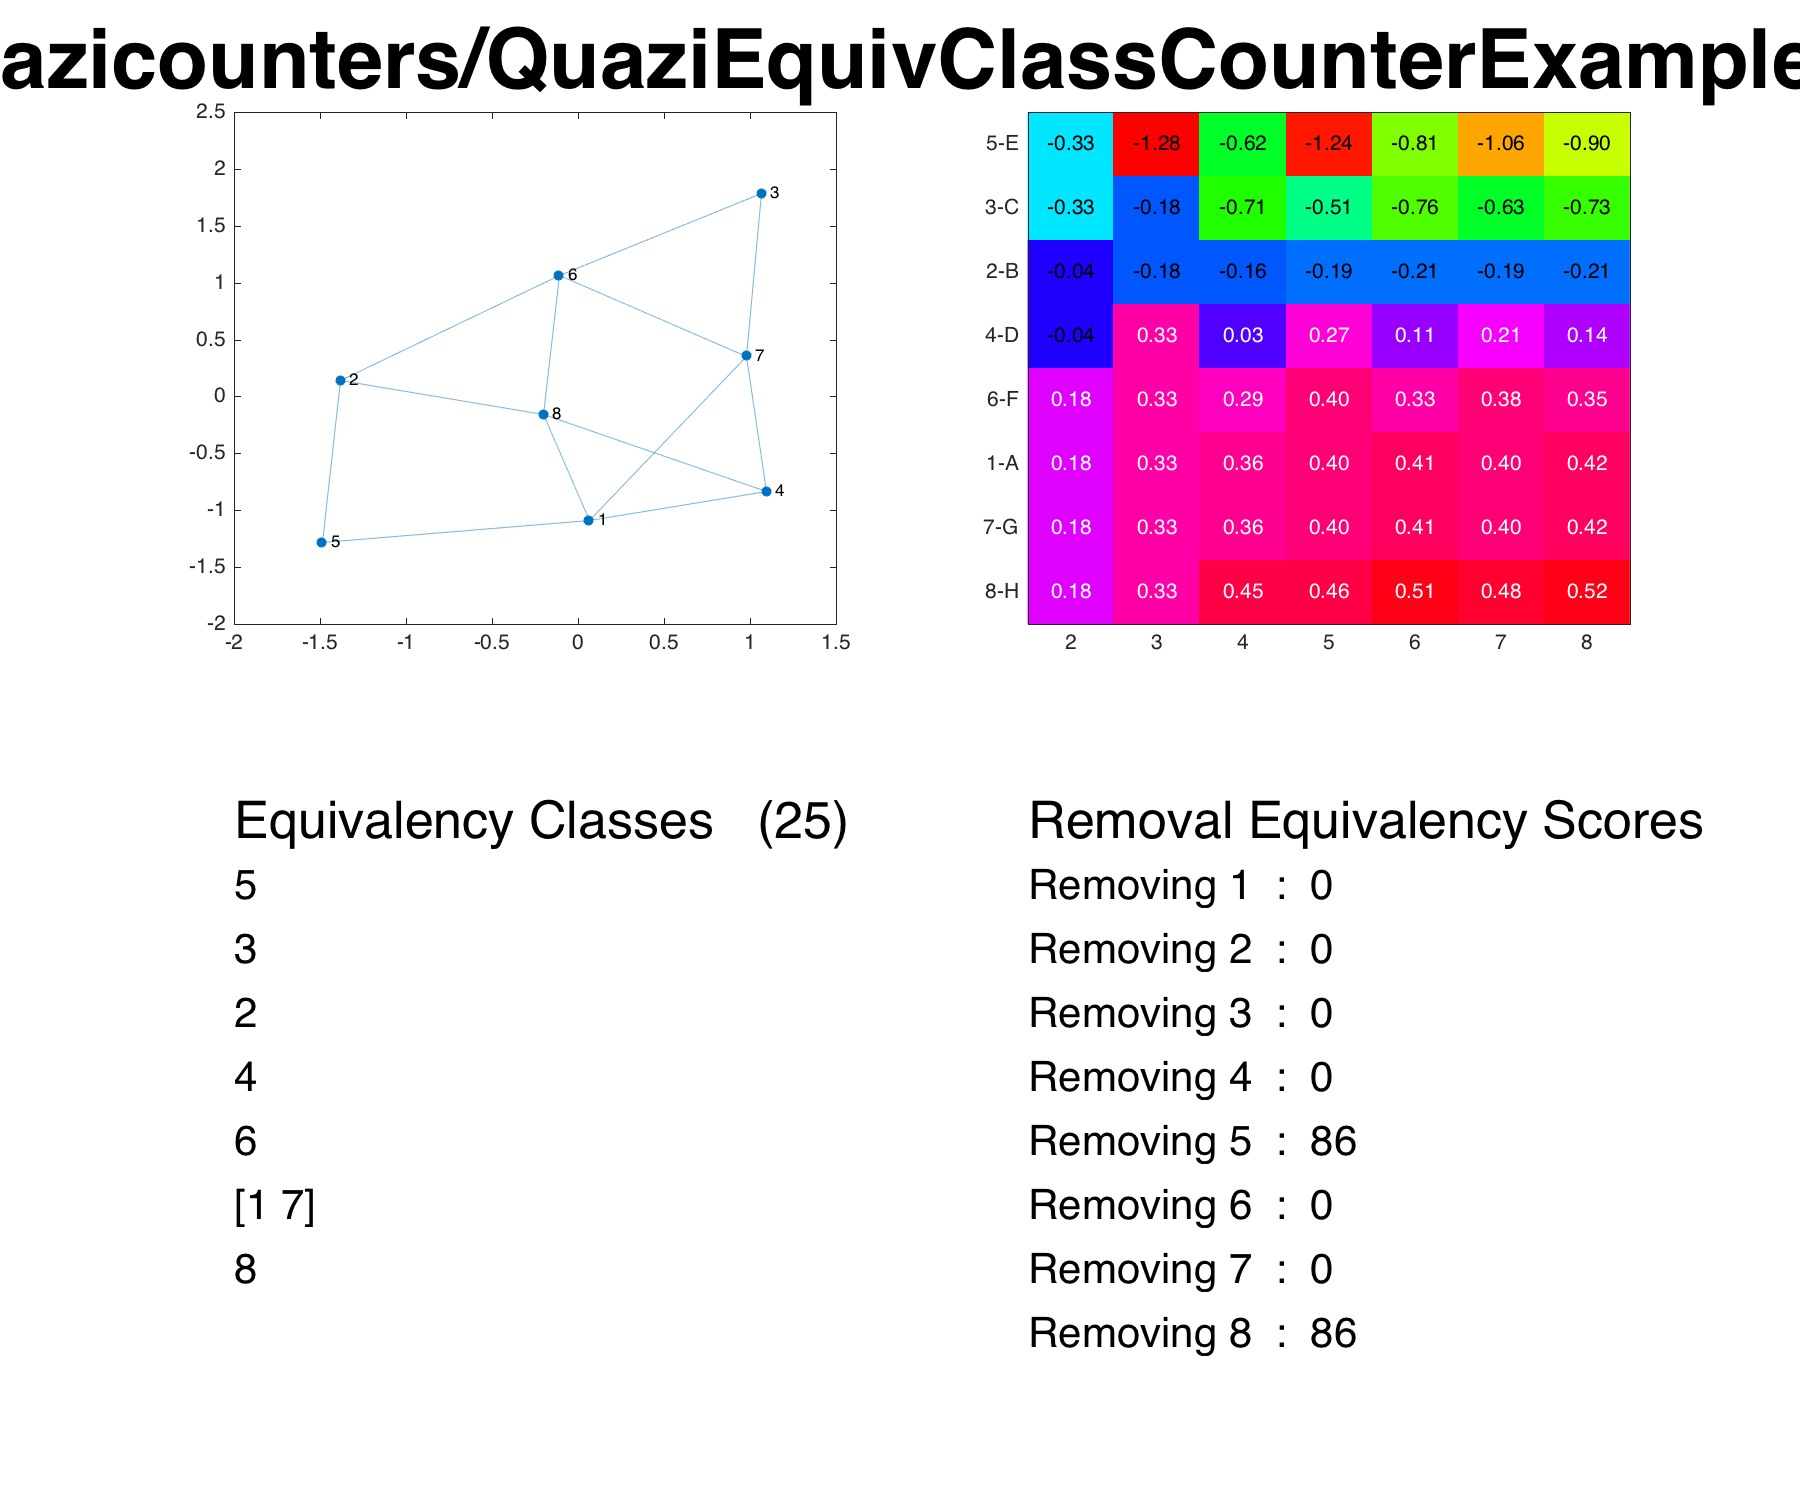 azicounters/QuaziEquivClassCounterExample
2.5
2
1.5
1
0.5
0
-0.5
-1
-1.5
-2
-2 -1.5 -1 -0.5 0 0.5 1 1.5
3
6
7
2
8
4
1
5
5-E -0.33 -1.28 -0.62 -1.24 -0.81 -1.06 -0.90
3-C -0.33 -0.18 -0.71 -0.51 -0.76 -0.63 -0.73
2-B -0.04 -0.18 -0.16 -0.19 -0.21 -0.19 -0.21
4-D -0.04 0.33 0.03 0.27 0.11 0.21 0.14
6-F 0.18 0.33 0.29 0.40 0.33 0.38 0.35
1-A 0.18 0.33 0.36 0.40 0.41 0.40 0.42
7-G 0.18 0.33 0.36 0.40 0.41 0.40 0.42
8-H 0.18 0.33 0.45 0.46 0.51 0.48 0.52
2 3 4 5 6 7 8
Equivalency Classes (25)
5
3
2
4
6
[1 7]
8
Removal Equivalency Scores
Removing 1 : 0
Removing 2 : 0
Removing 3 : 0
Removing 4 : 0
Removing 5 : 86
Removing 6 : 0
Removing 7 : 0
Removing 8 : 86